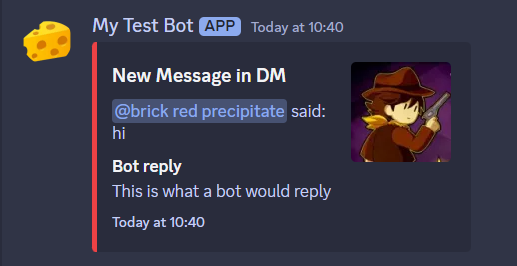 My Test Bot APP Today at 10:40
New Message in DM
@brick red precipitate said:
hi
Bot reply
This is what a bot would reply
Today at 10:40